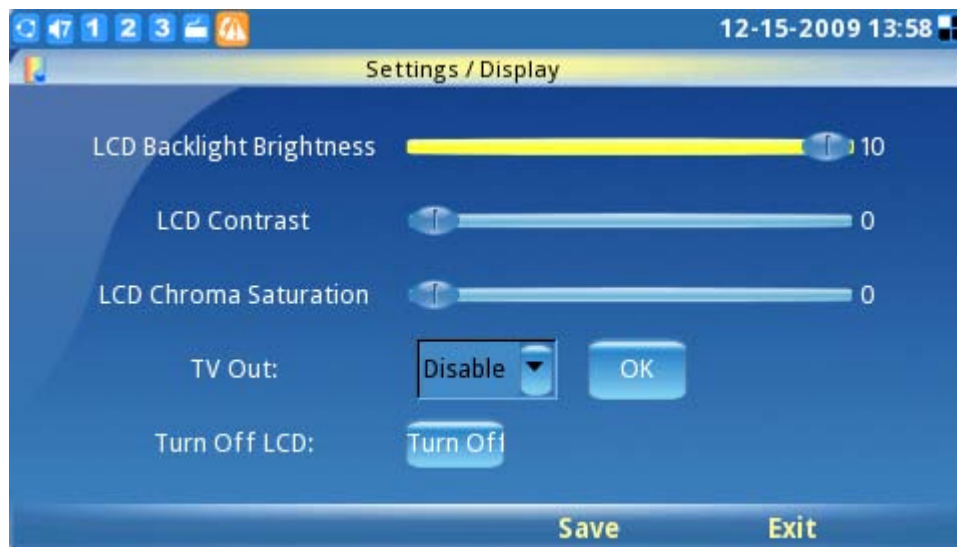 7 1 2 3 12-15-2009 13:58
Settings / Display
LCD Backlight Brightness 10
LCD Contrast 0
LCD Chroma Saturation 0
TV Out: Disable OK
Turn Off LCD: Turn Off
Save Exit